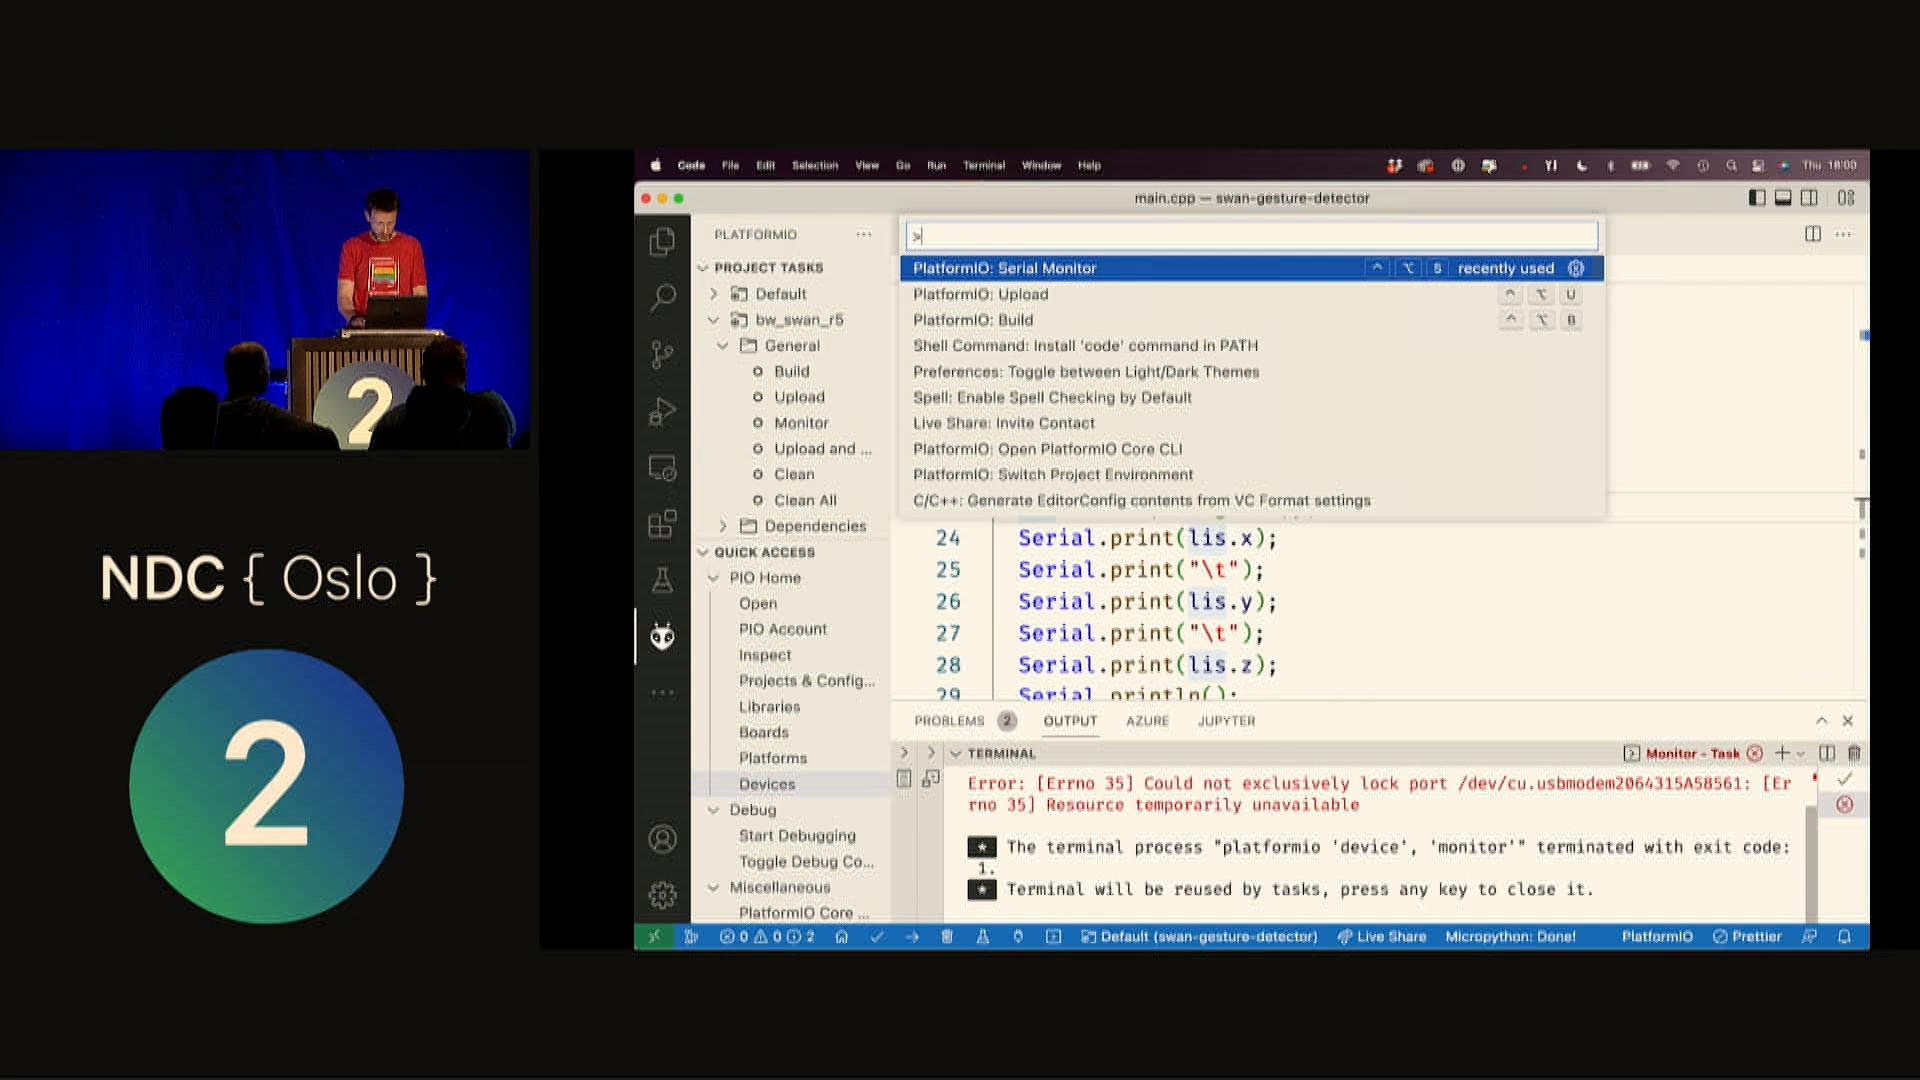 Code File Edit Selection View Go Run Terminal Window Help
Thu 18:00
main.cpp — swan-gesture-detector
PLATFORMIO
>
PROJECT TASKS
Default
bw_swan_r5
General
Build
Upload
Monitor
Upload and ...
Clean
Clean All
Dependencies
QUICK ACCESS
PIO Home
Open
PIO Account
Inspect
Projects & Config...
Libraries
Boards
Platforms
Devices
Debug
Start Debugging
Toggle Debug Co...
Miscellaneous
PlatformIO Core ...
PlatformIO: Serial Monitor ^ ⌥ S recently used
PlatformIO: Upload ^ ⌥ U
PlatformIO: Build ^ ⌥ B
Shell Command: Install 'code' command in PATH
Preferences: Toggle between Light/Dark Themes
Spell: Enable Spell Checking by Default
Live Share: Invite Contact
PlatformIO: Open PlatformIO Core CLI
PlatformIO: Switch Project Environment
C/C++: Generate EditorConfig contents from VC Format settings
24 Serial.print(lis.x);
25 Serial.print("\t");
26 Serial.print(lis.y);
27 Serial.print("\t");
28 Serial.print(lis.z);
29 Serial.println();
PROBLEMS 2 OUTPUT AZURE JUPYTER
TERMINAL
Monitor - Task
Error: [Errno 35] Could not exclusively lock port /dev/cu.usbmodem2064315A58561: [Er
rno 35] Resource temporarily unavailable
* The terminal process "platformio 'device', 'monitor'" terminated with exit code:
1.
* Terminal will be reused by tasks, press any key to close it.
0 0 2 Default (swan-gesture-detector) Live Share Micropython: Done! PlatformIO Prettier
2
NDC { Oslo }
2